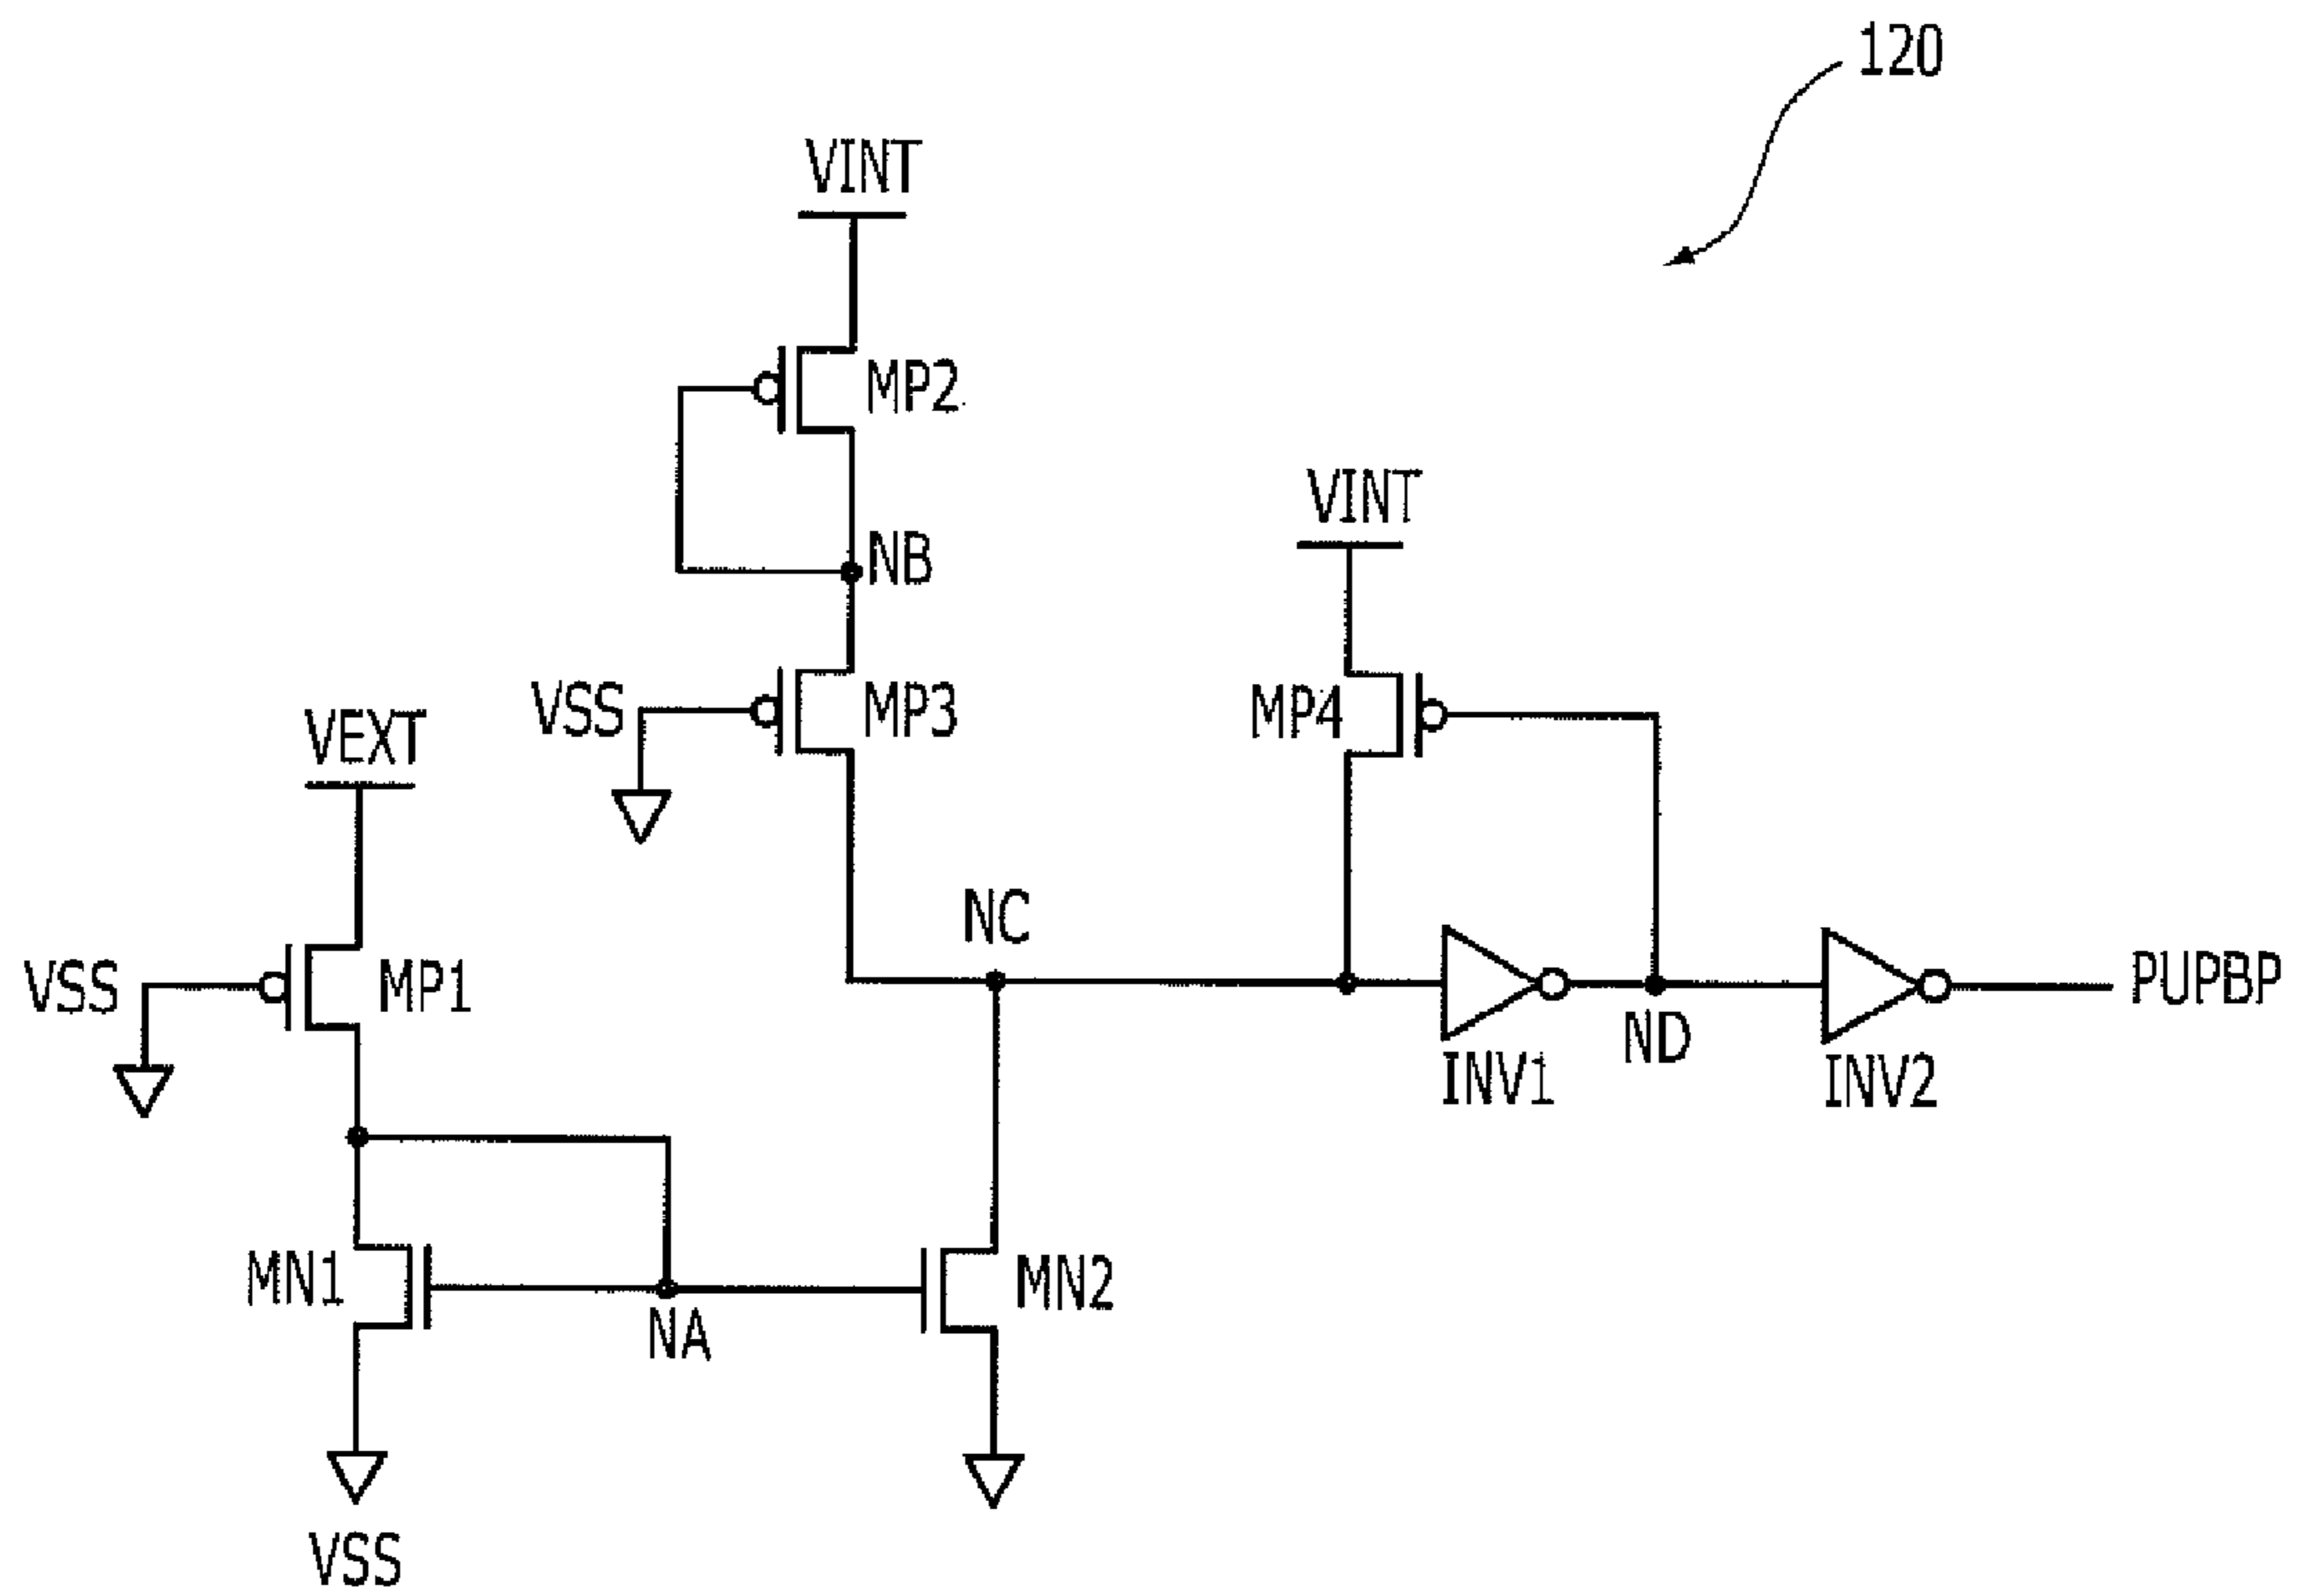 120
VINT
MP2
VINT
NB
VSS
MP3
MP4
VEXT
NC
VSS
MP1
PUPBP
ND
INV1
INV2
MN1
MN2
NA
VSS